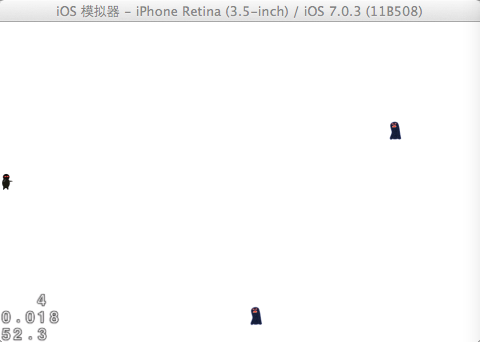 iOS 模拟器 – iPhone Retina (3.5-inch) / iOS 7.0.3 (11B508)
4
0.018
52.3